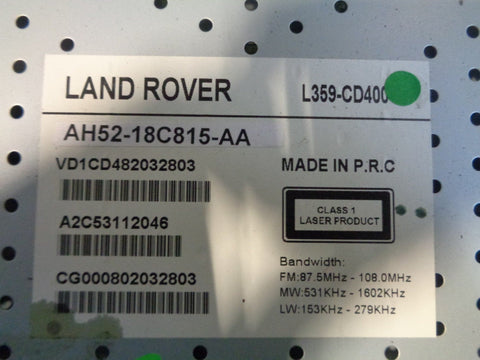 LAND ROVER
L359-CD400
AH52-18C815-AA
VD1CD482032803
MADE IN P.R.C
CLASS 1
LASER PRODUCT
A2C53112046
Bandwidth:
FM:87.5MHz - 108.0MHz
CG000802032803
MW:531KHz - 1602KHz
LW:153KHz - 279KHz